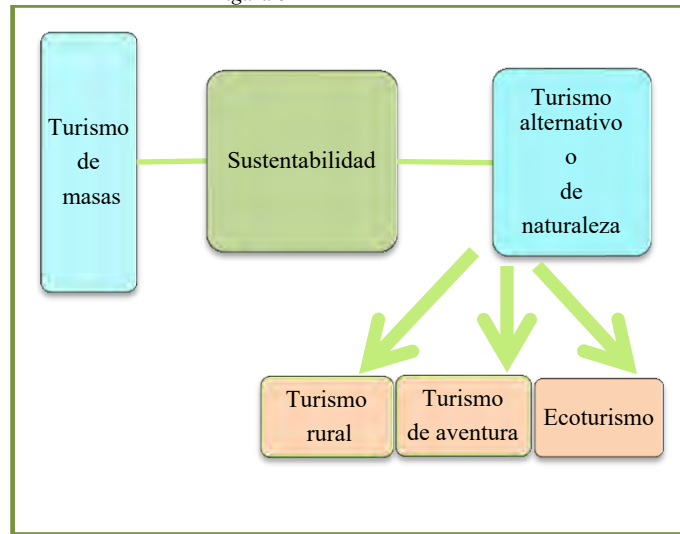 Turismo
de
masas
Sustentabilidad
Turismo
alternativo
o
de
naturaleza
Turismo
rural
Turismo
de aventura
Ecoturismo